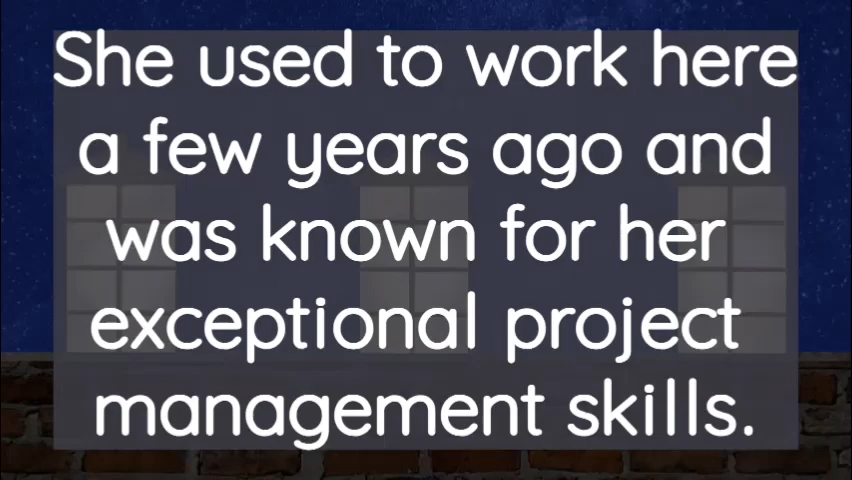 She used to work here
a few years ago and
was known for her
exceptional project
management skills.